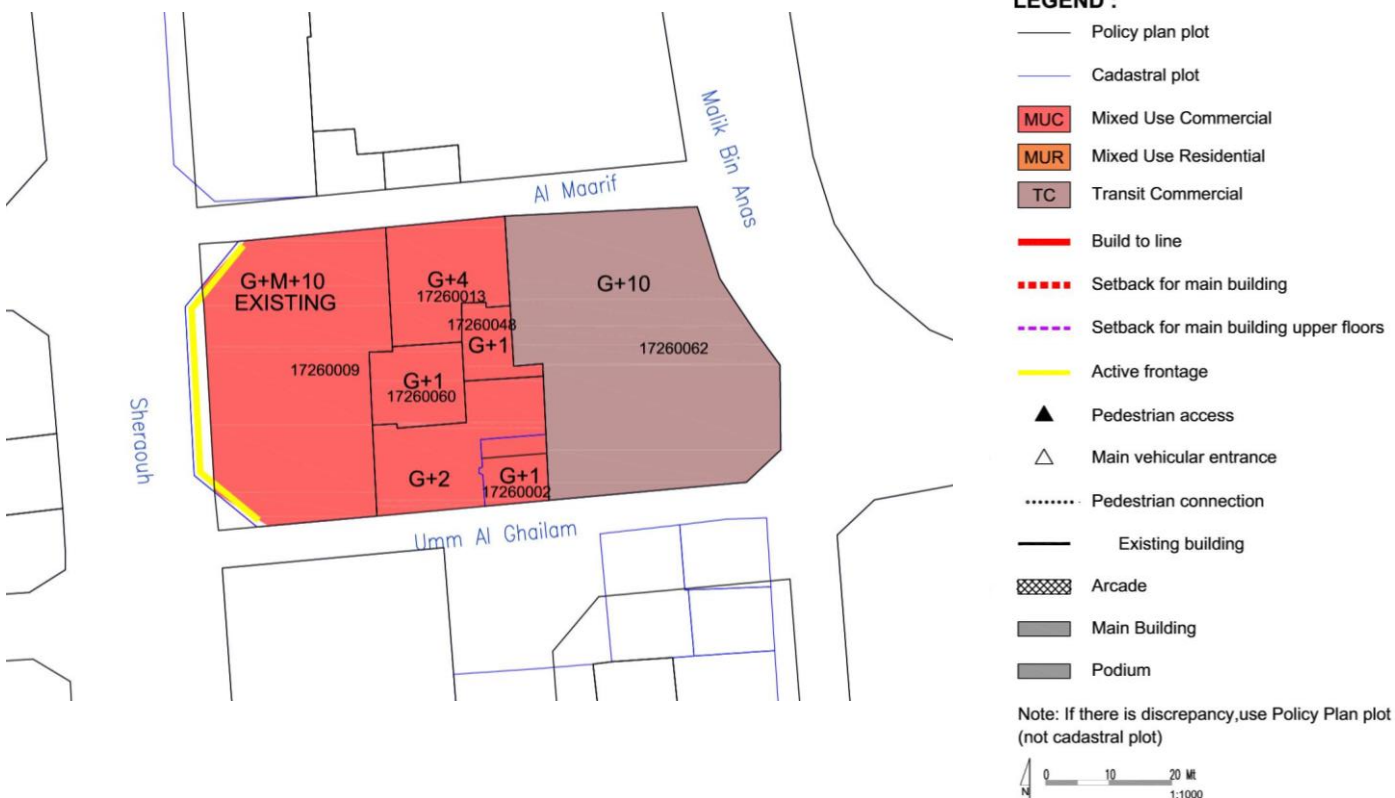 Al Maarif
Malik Bin Anas
G+M+10
EXISTING
G+4
17260013
G+10
17260048
G+1
17260062
17260009
G+1
17260060
Sheraouh
G+2
G+1
17260002
Umm Al Ghailam
LEGEND :
Policy plan plot
Cadastral plot
MUC Mixed Use Commercial
MUR Mixed Use Residential
TC Transit Commercial
Build to line
Setback for main building
Setback for main building upper floors
Active frontage
Pedestrian access
Main vehicular entrance
Pedestrian connection
Existing building
Arcade
Main Building
Podium
Note: If there is discrepancy,use Policy Plan plot
(not cadastral plot)
N 0 10 20 Mt
1:1000